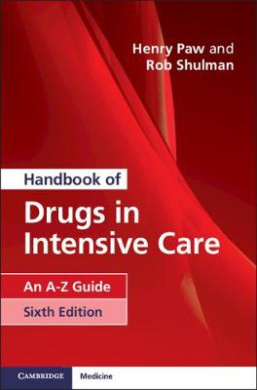 Henry Paw and
Rob Shulman
Handbook of
Drugs in
Intensive Care
An A-Z Guide
Sixth Edition
CAMBRIDGE Medicine